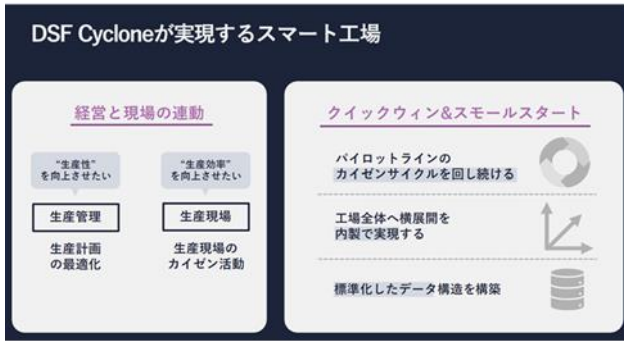 DSF Cycloneが実現するスマート工場
経営と現場の連動
“生産性”
を向上させたい
生産管理
生産計画
の最適化
“生産効率”
を向上させたい
生産現場
生産現場の
カイゼン活動
クイックウィン&スモールスタート
パイロットラインの
カイゼンサイクルを回し続ける
工場全体へ横展開を
内製で実現する
標準化したデータ構造を構築